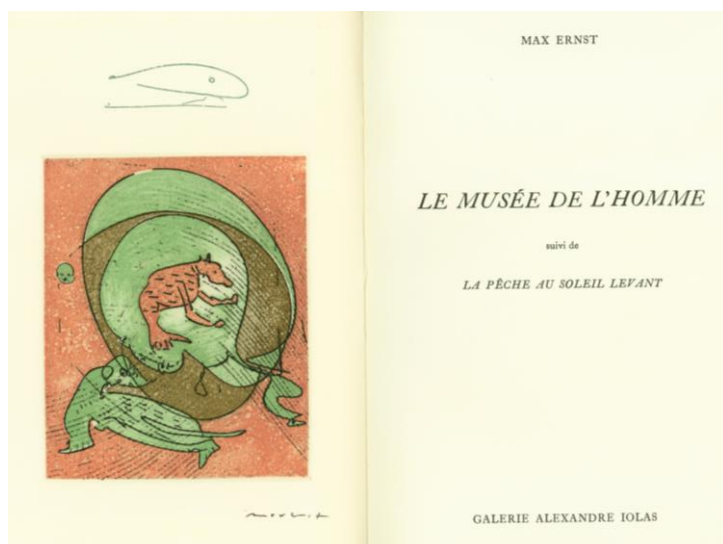 MAX ERNST
LE MUSÉE DE L'HOMME
suivi de
LA PÊCHE AU SOLEIL LEVANT
GALERIE ALEXANDRE IOLAS